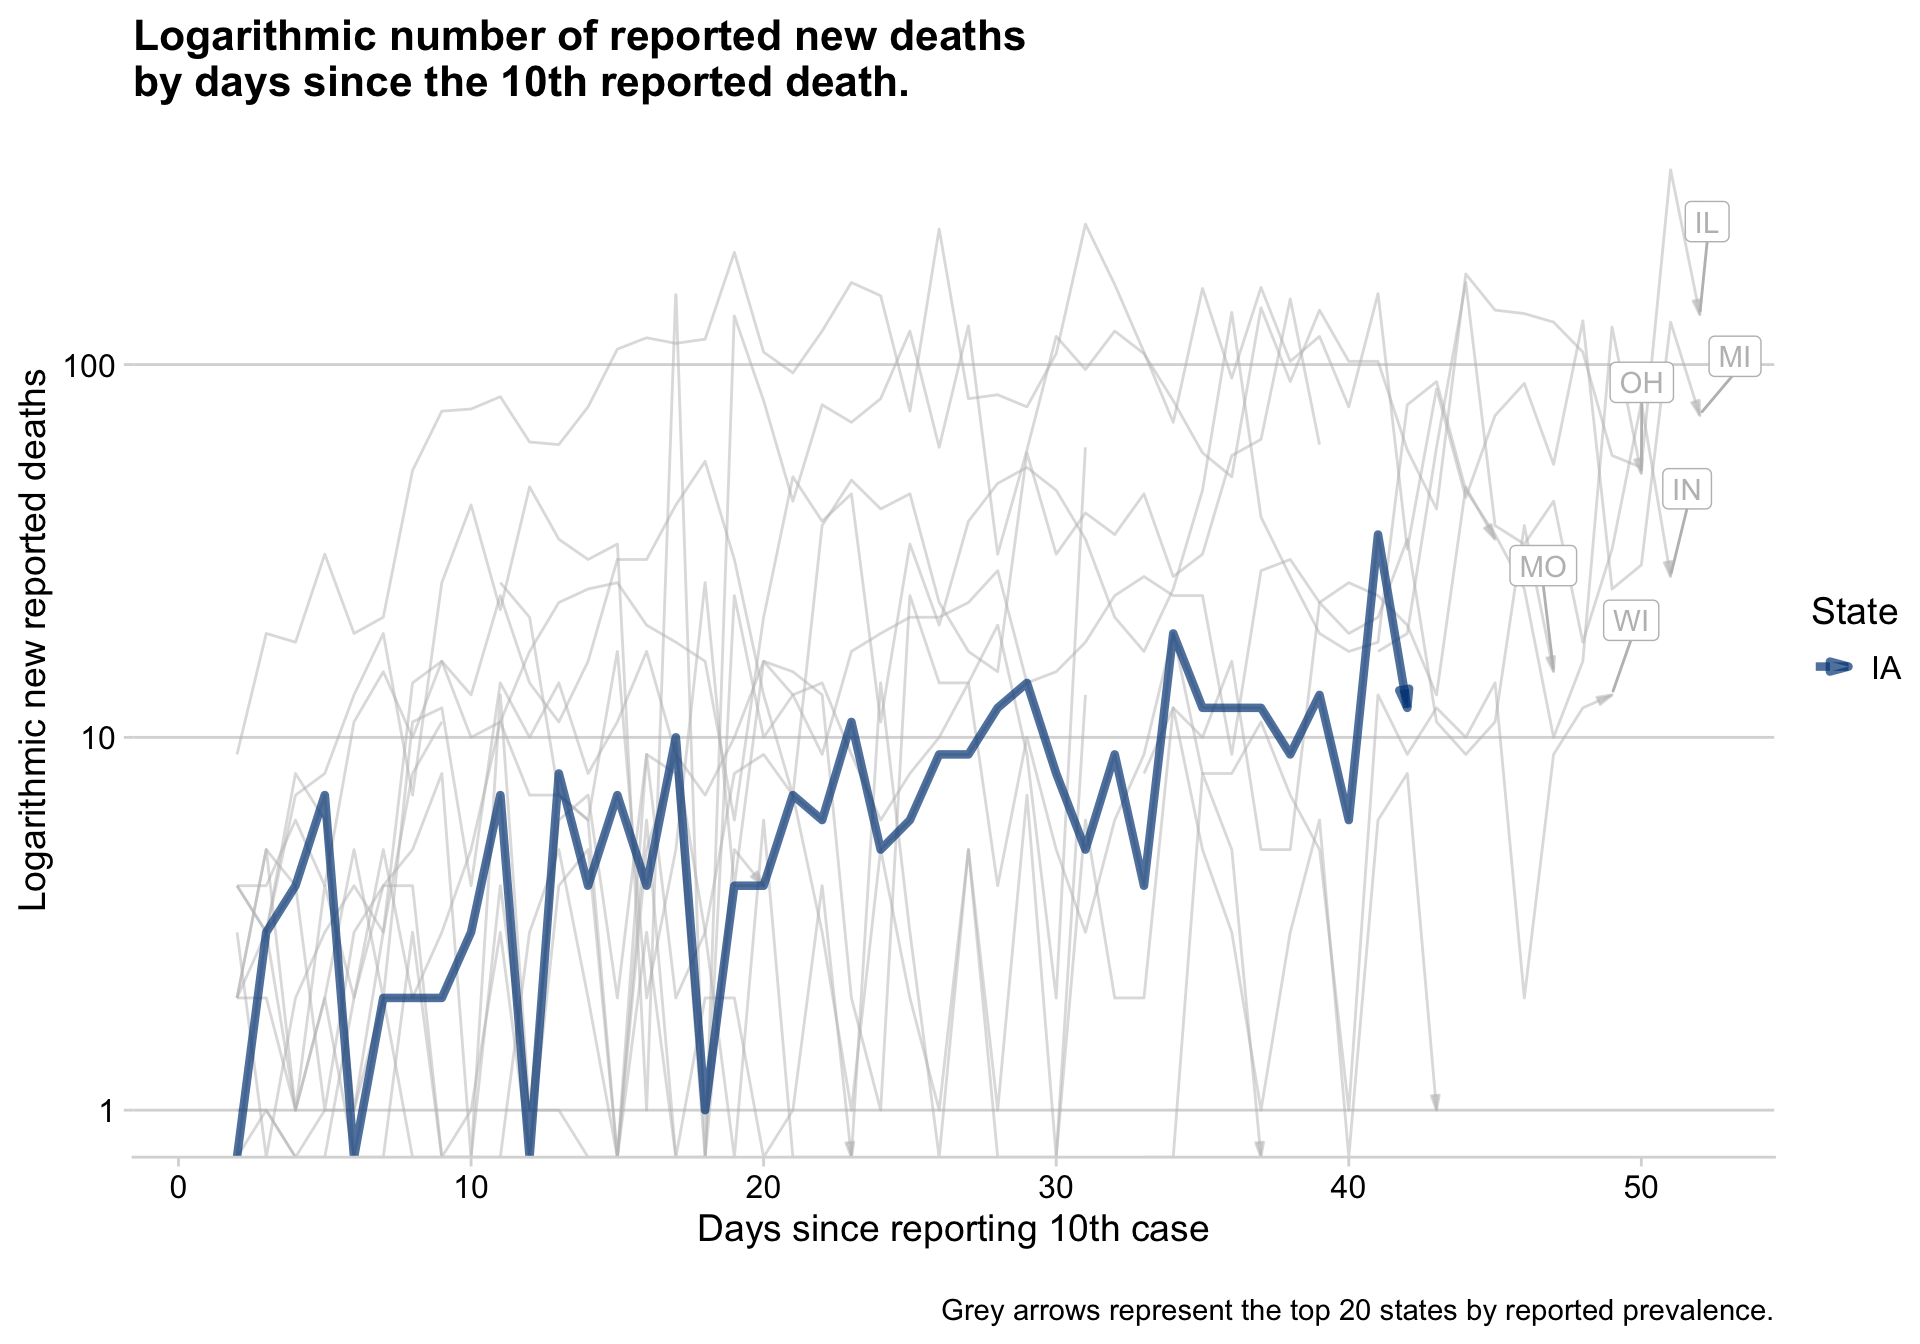 Logarithmic number of reported new deaths
by days since the 10th reported death.
Logarithmic new reported deaths
100
10
1
IL
MI
OH
IN
MO
WI
State
IA
0 10 20 30 40 50
Days since reporting 10th case
Grey arrows represent the top 20 states by reported prevalence.